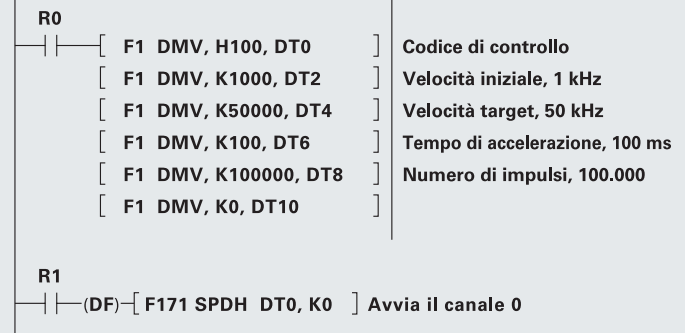 R0
F1 DMV, H100, DT0 Codice di controllo
F1 DMV, K1000, DT2 Velocità iniziale, 1 kHz
F1 DMV, K50000, DT4 Velocità target, 50 kHz
F1 DMV, K100, DT6 Tempo di accelerazione, 100 ms
F1 DMV, K100000, DT8 Numero di impulsi, 100.000
F1 DMV, K0, DT10
R1
(DF) F171 SPDH DT0, K0 Avvia il canale 0